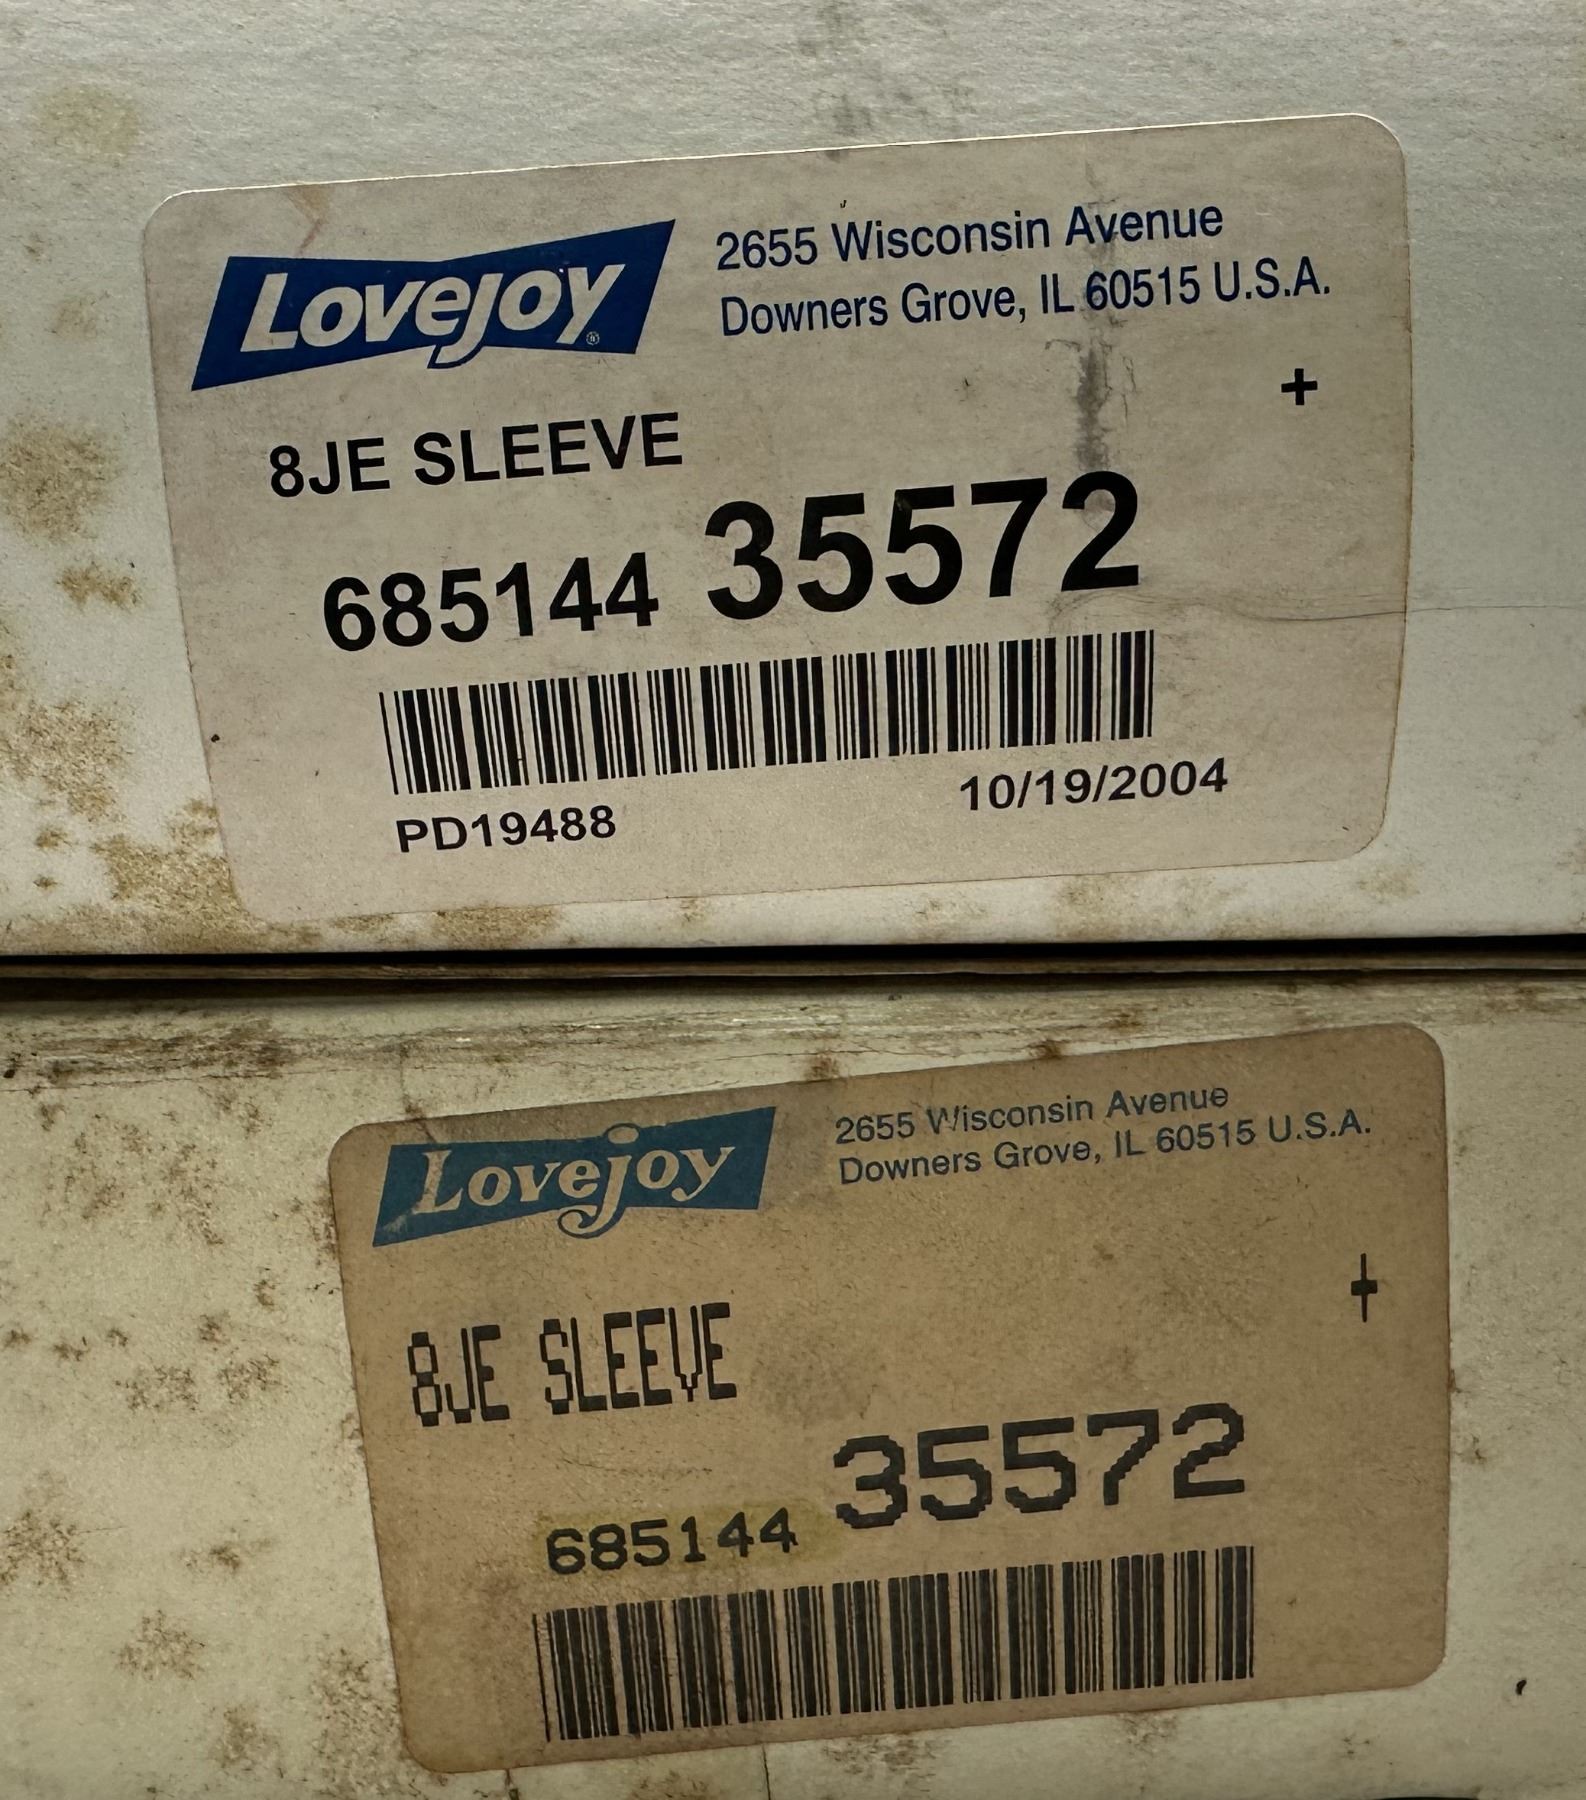 Lovejoy®
2655 Wisconsin Avenue
Downers Grove, IL 60515 U.S.A.
+
8JE SLEEVE
685144 35572
PD19488 10/19/2004
Lovejoy
2655 Wisconsin Avenue
Downers Grove, IL 60515 U.S.A.
+
8JE SLEEVE
685144 35572